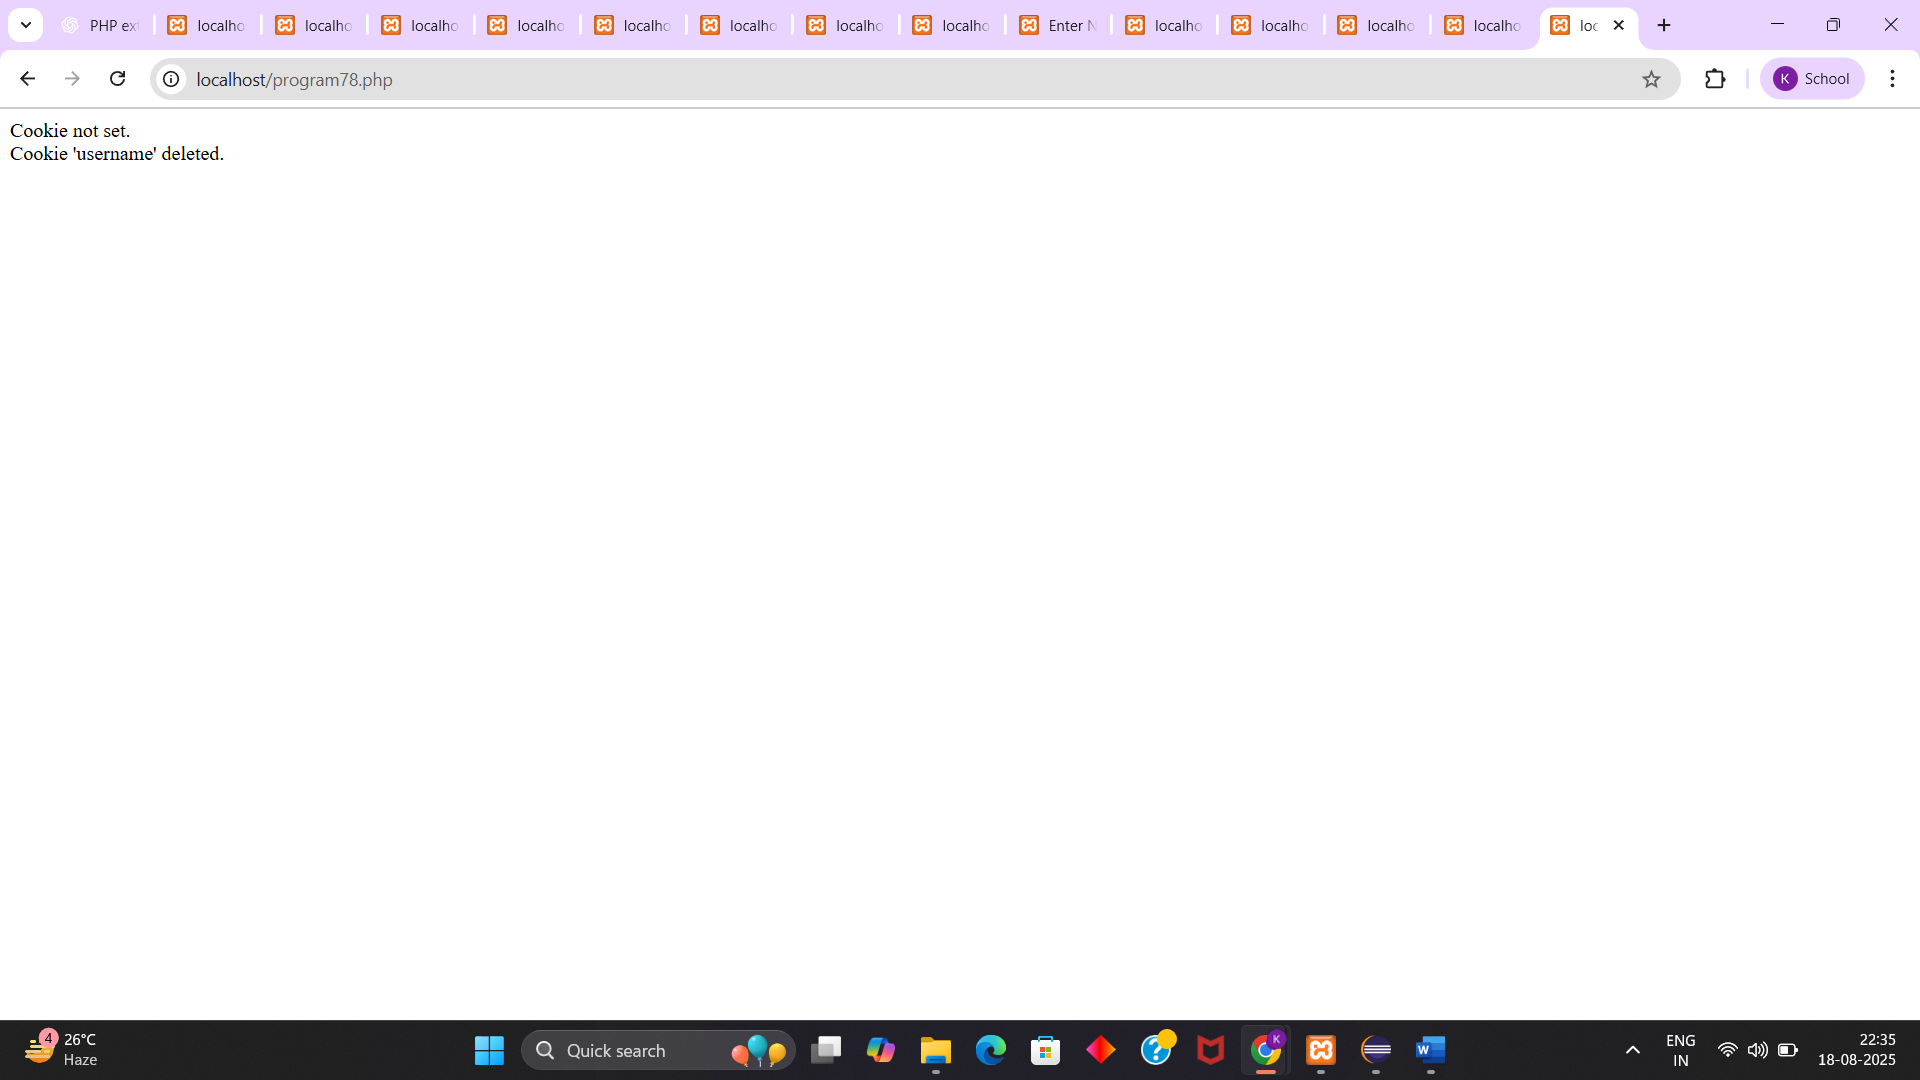 PHP ex
localho
localho
localho
localho
localho
localho
localho
localho
Enter N
localho
localho
localho
localho
loc
localhost/program78.php
K School
Cookie not set.
Cookie 'username' deleted.
4
26°C
Haze
Quick search
K
W
ENG
IN
22:35
18-08-2025